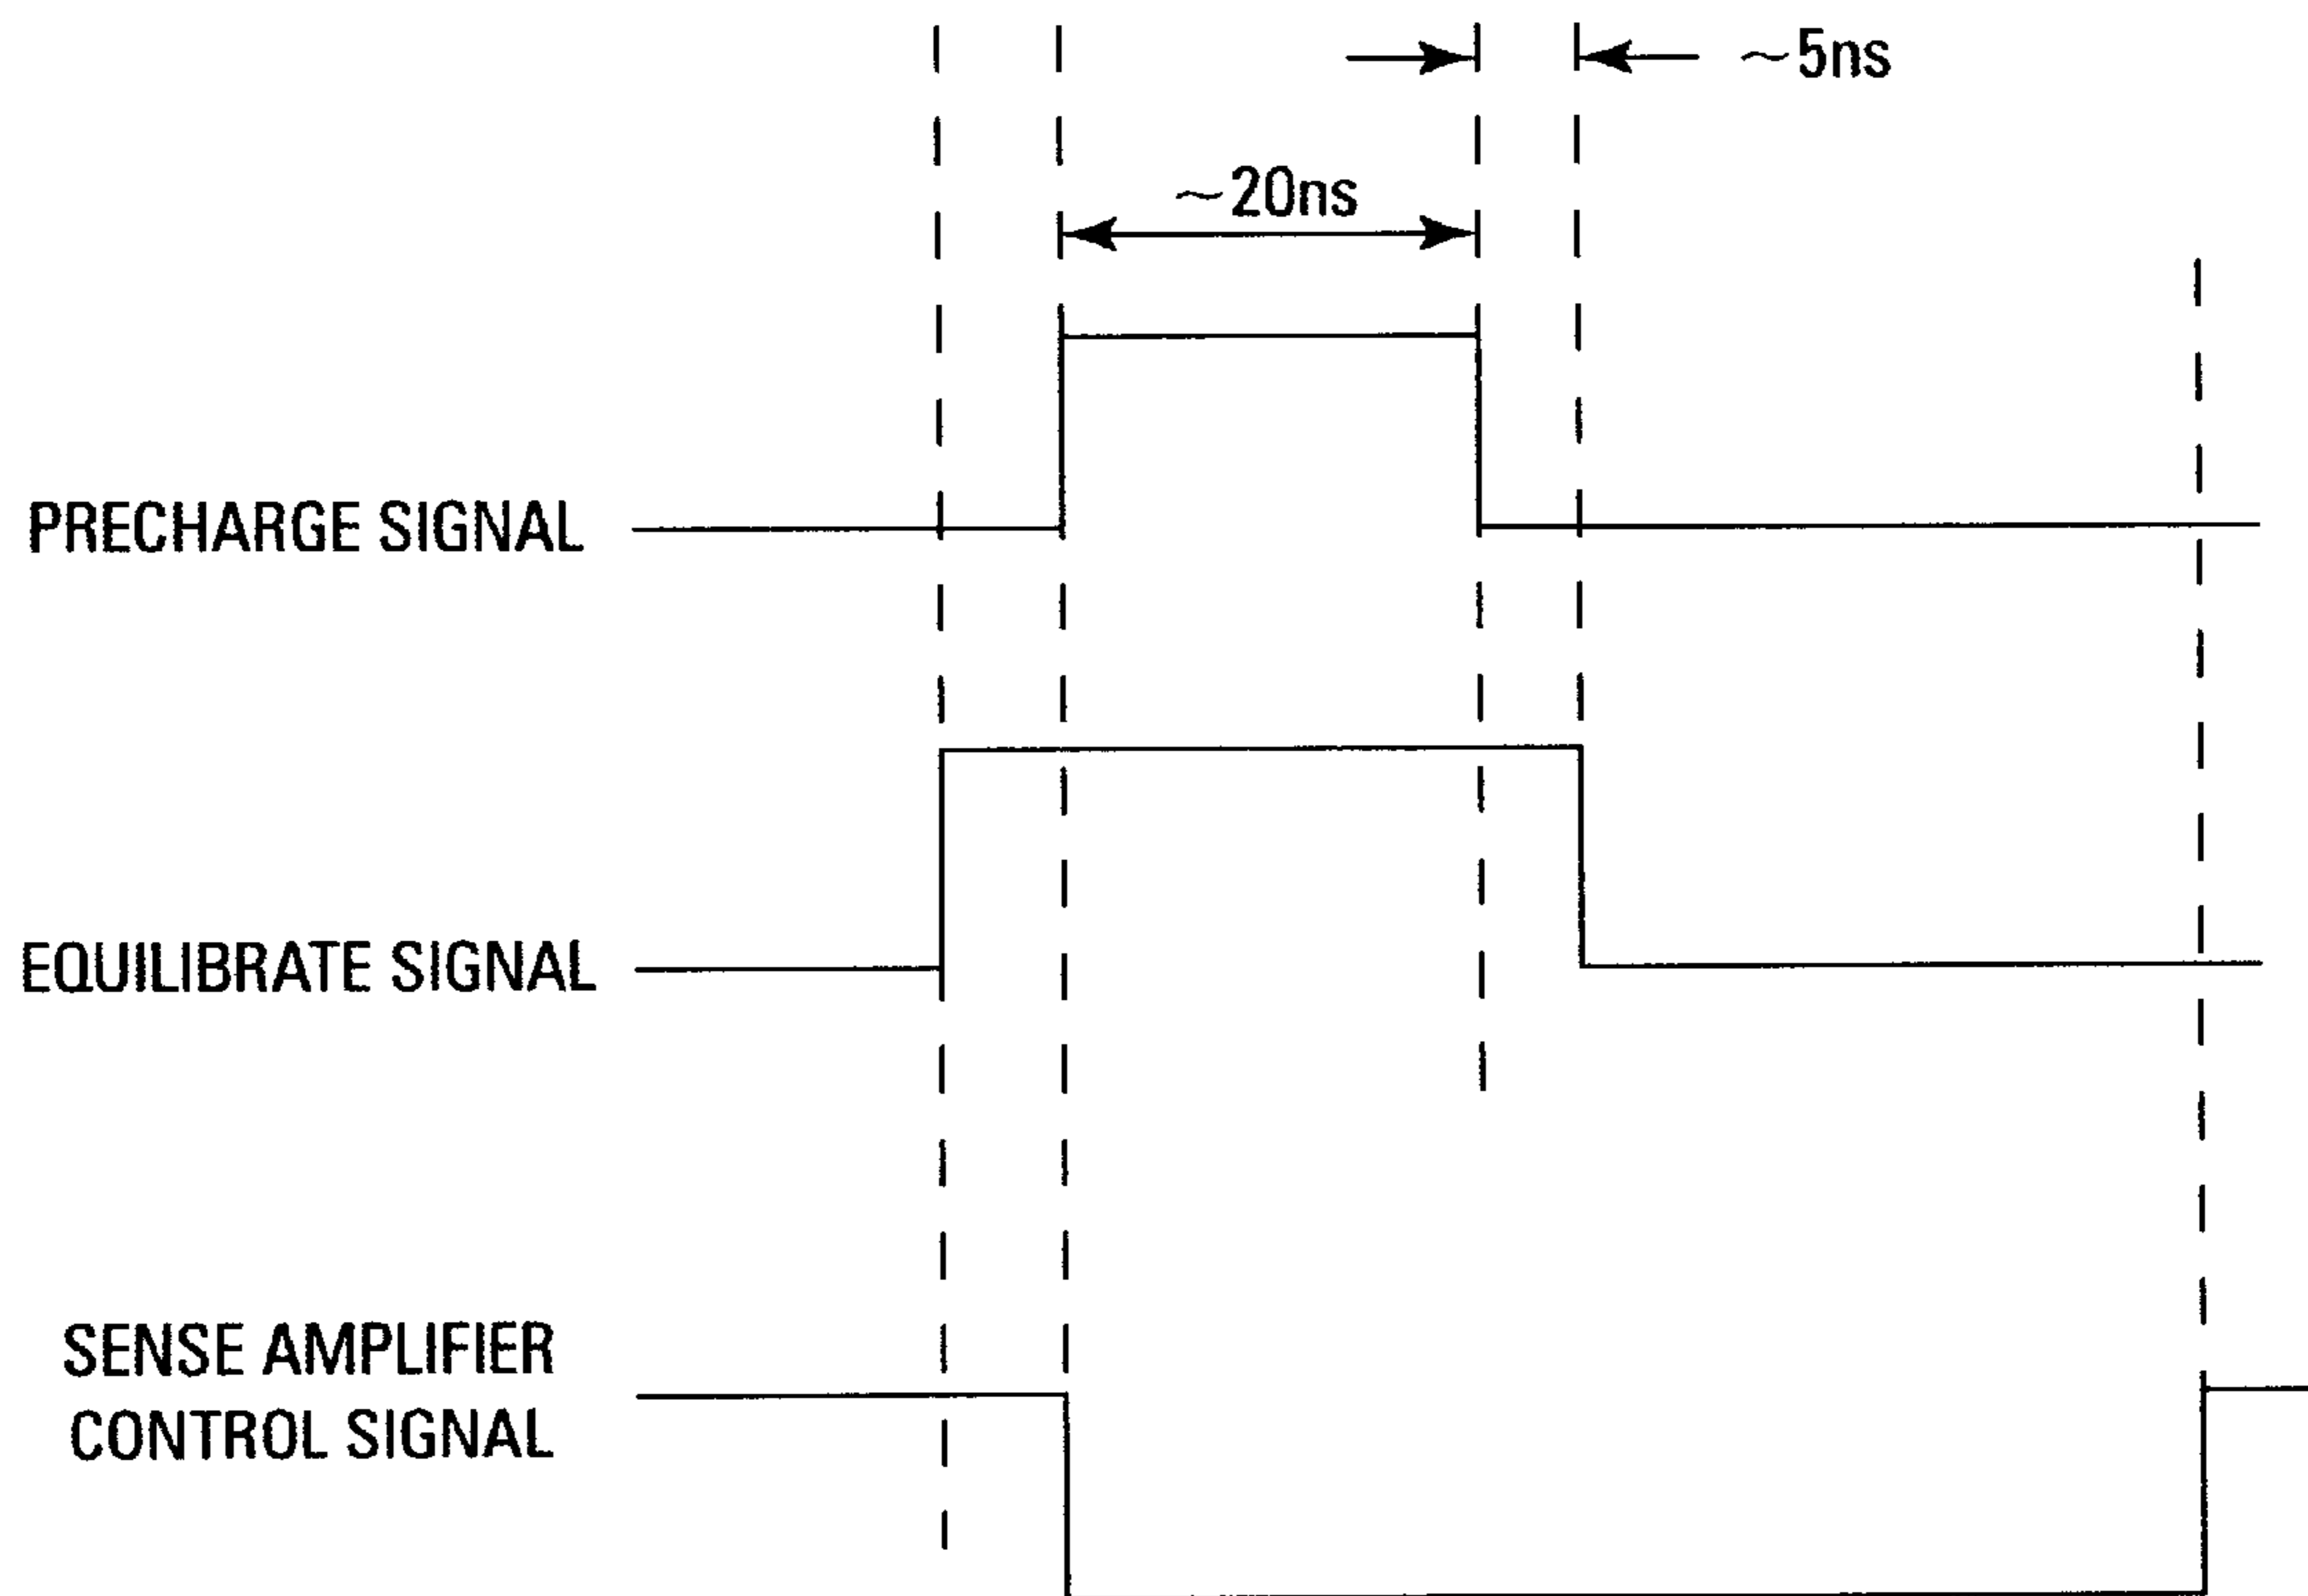 ~5ns
~20ns
PRECHARGE SIGNAL
EQUILIBRATE SIGNAL
SENSE AMPLIFIER
CONTROL SIGNAL